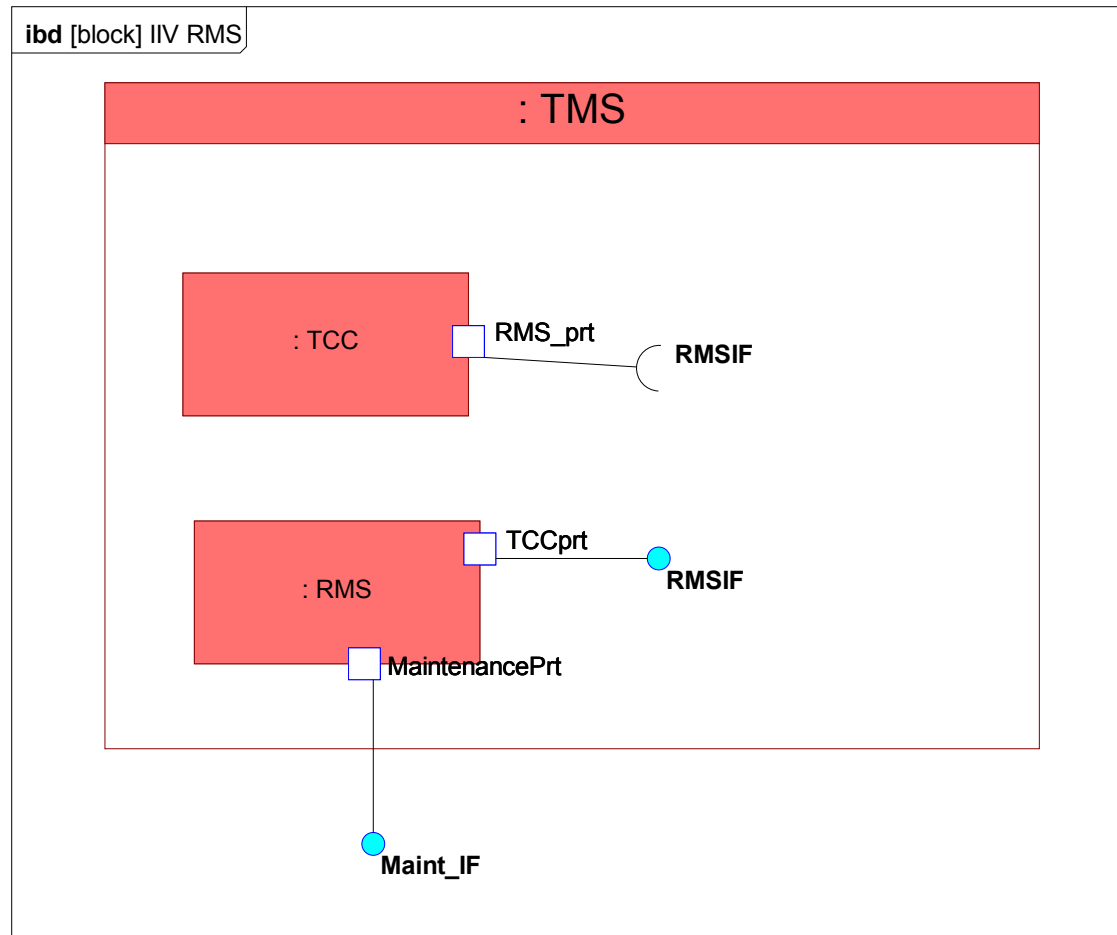 ibd [block] IIV RMS
: TMS
: TCC
RMS_prt
RMSIF
: RMS
TCCprt
RMSIF
MaintenancePrt
Maint_IF